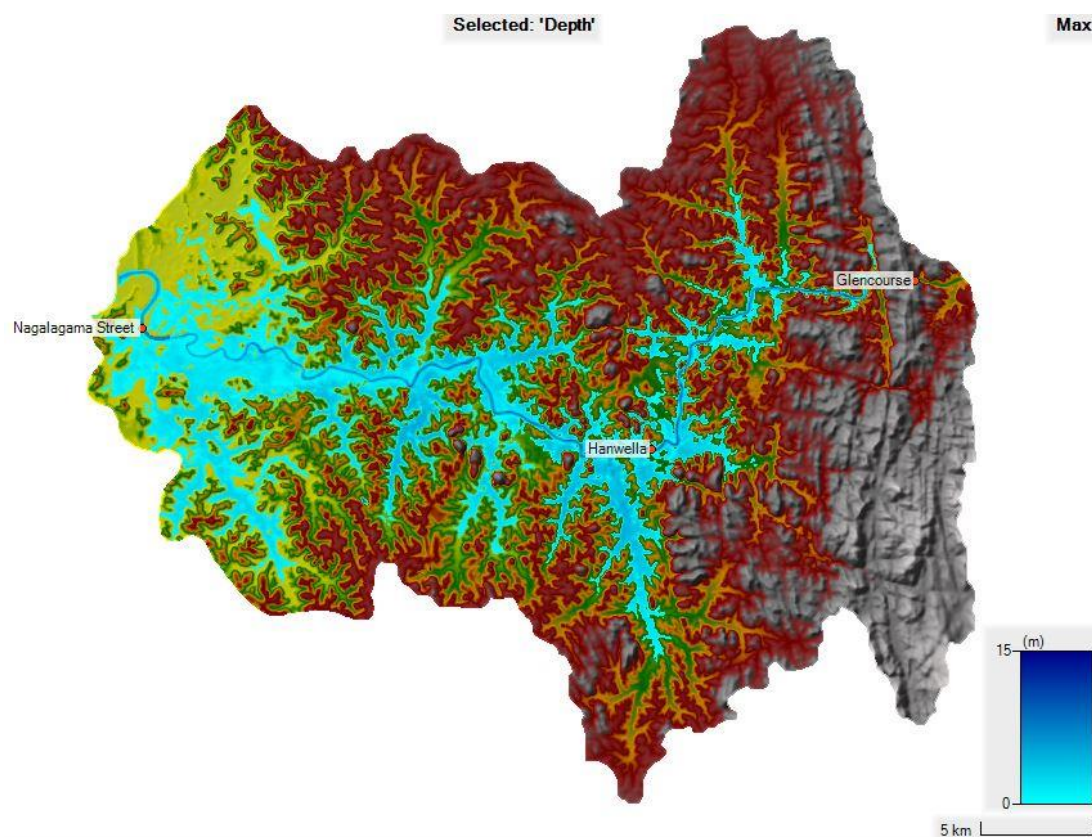 Selected: 'Depth'
Max
Glencourse
Nagalagama Street
Hanwella
(m)
15
0
5 km